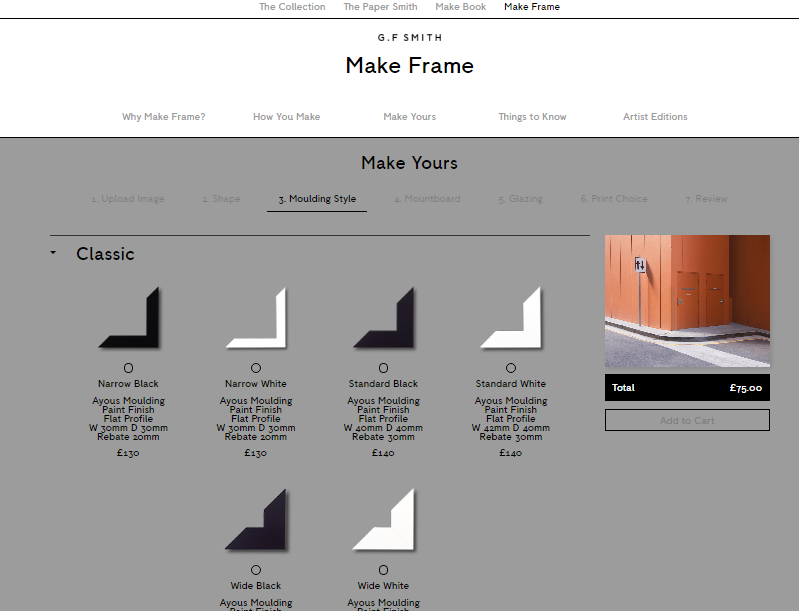 The Collection The Paper Smith Make Book Make Frame
G.F SMITH
Make Frame
Why Make Frame? How You Make Make Yours Things to Know Artist Editions
Make Yours
1. Upload Image 2. Shape 3. Moulding Style 4. Mountboard 5. Glazing 6. Print Choice 7. Review
Classic
Narrow Black Narrow White Standard Black Standard White
Ayous Moulding Ayous Moulding Ayous Moulding Ayous Moulding
Paint Finish Paint Finish Paint Finish Paint Finish
Flat Profile Flat Profile Flat Profile Flat Profile
W 30mm D 30mm W 30mm D 30mm W 40mm D 40mm W 42mm D 40mm
Rebate 20mm Rebate 20mm Rebate 30mm Rebate 30mm
£130 £130 £140 £140
Total £75.00
Add to Cart
Wide Black Wide White
Ayous Moulding Ayous Moulding
Paint Finish Paint Finish